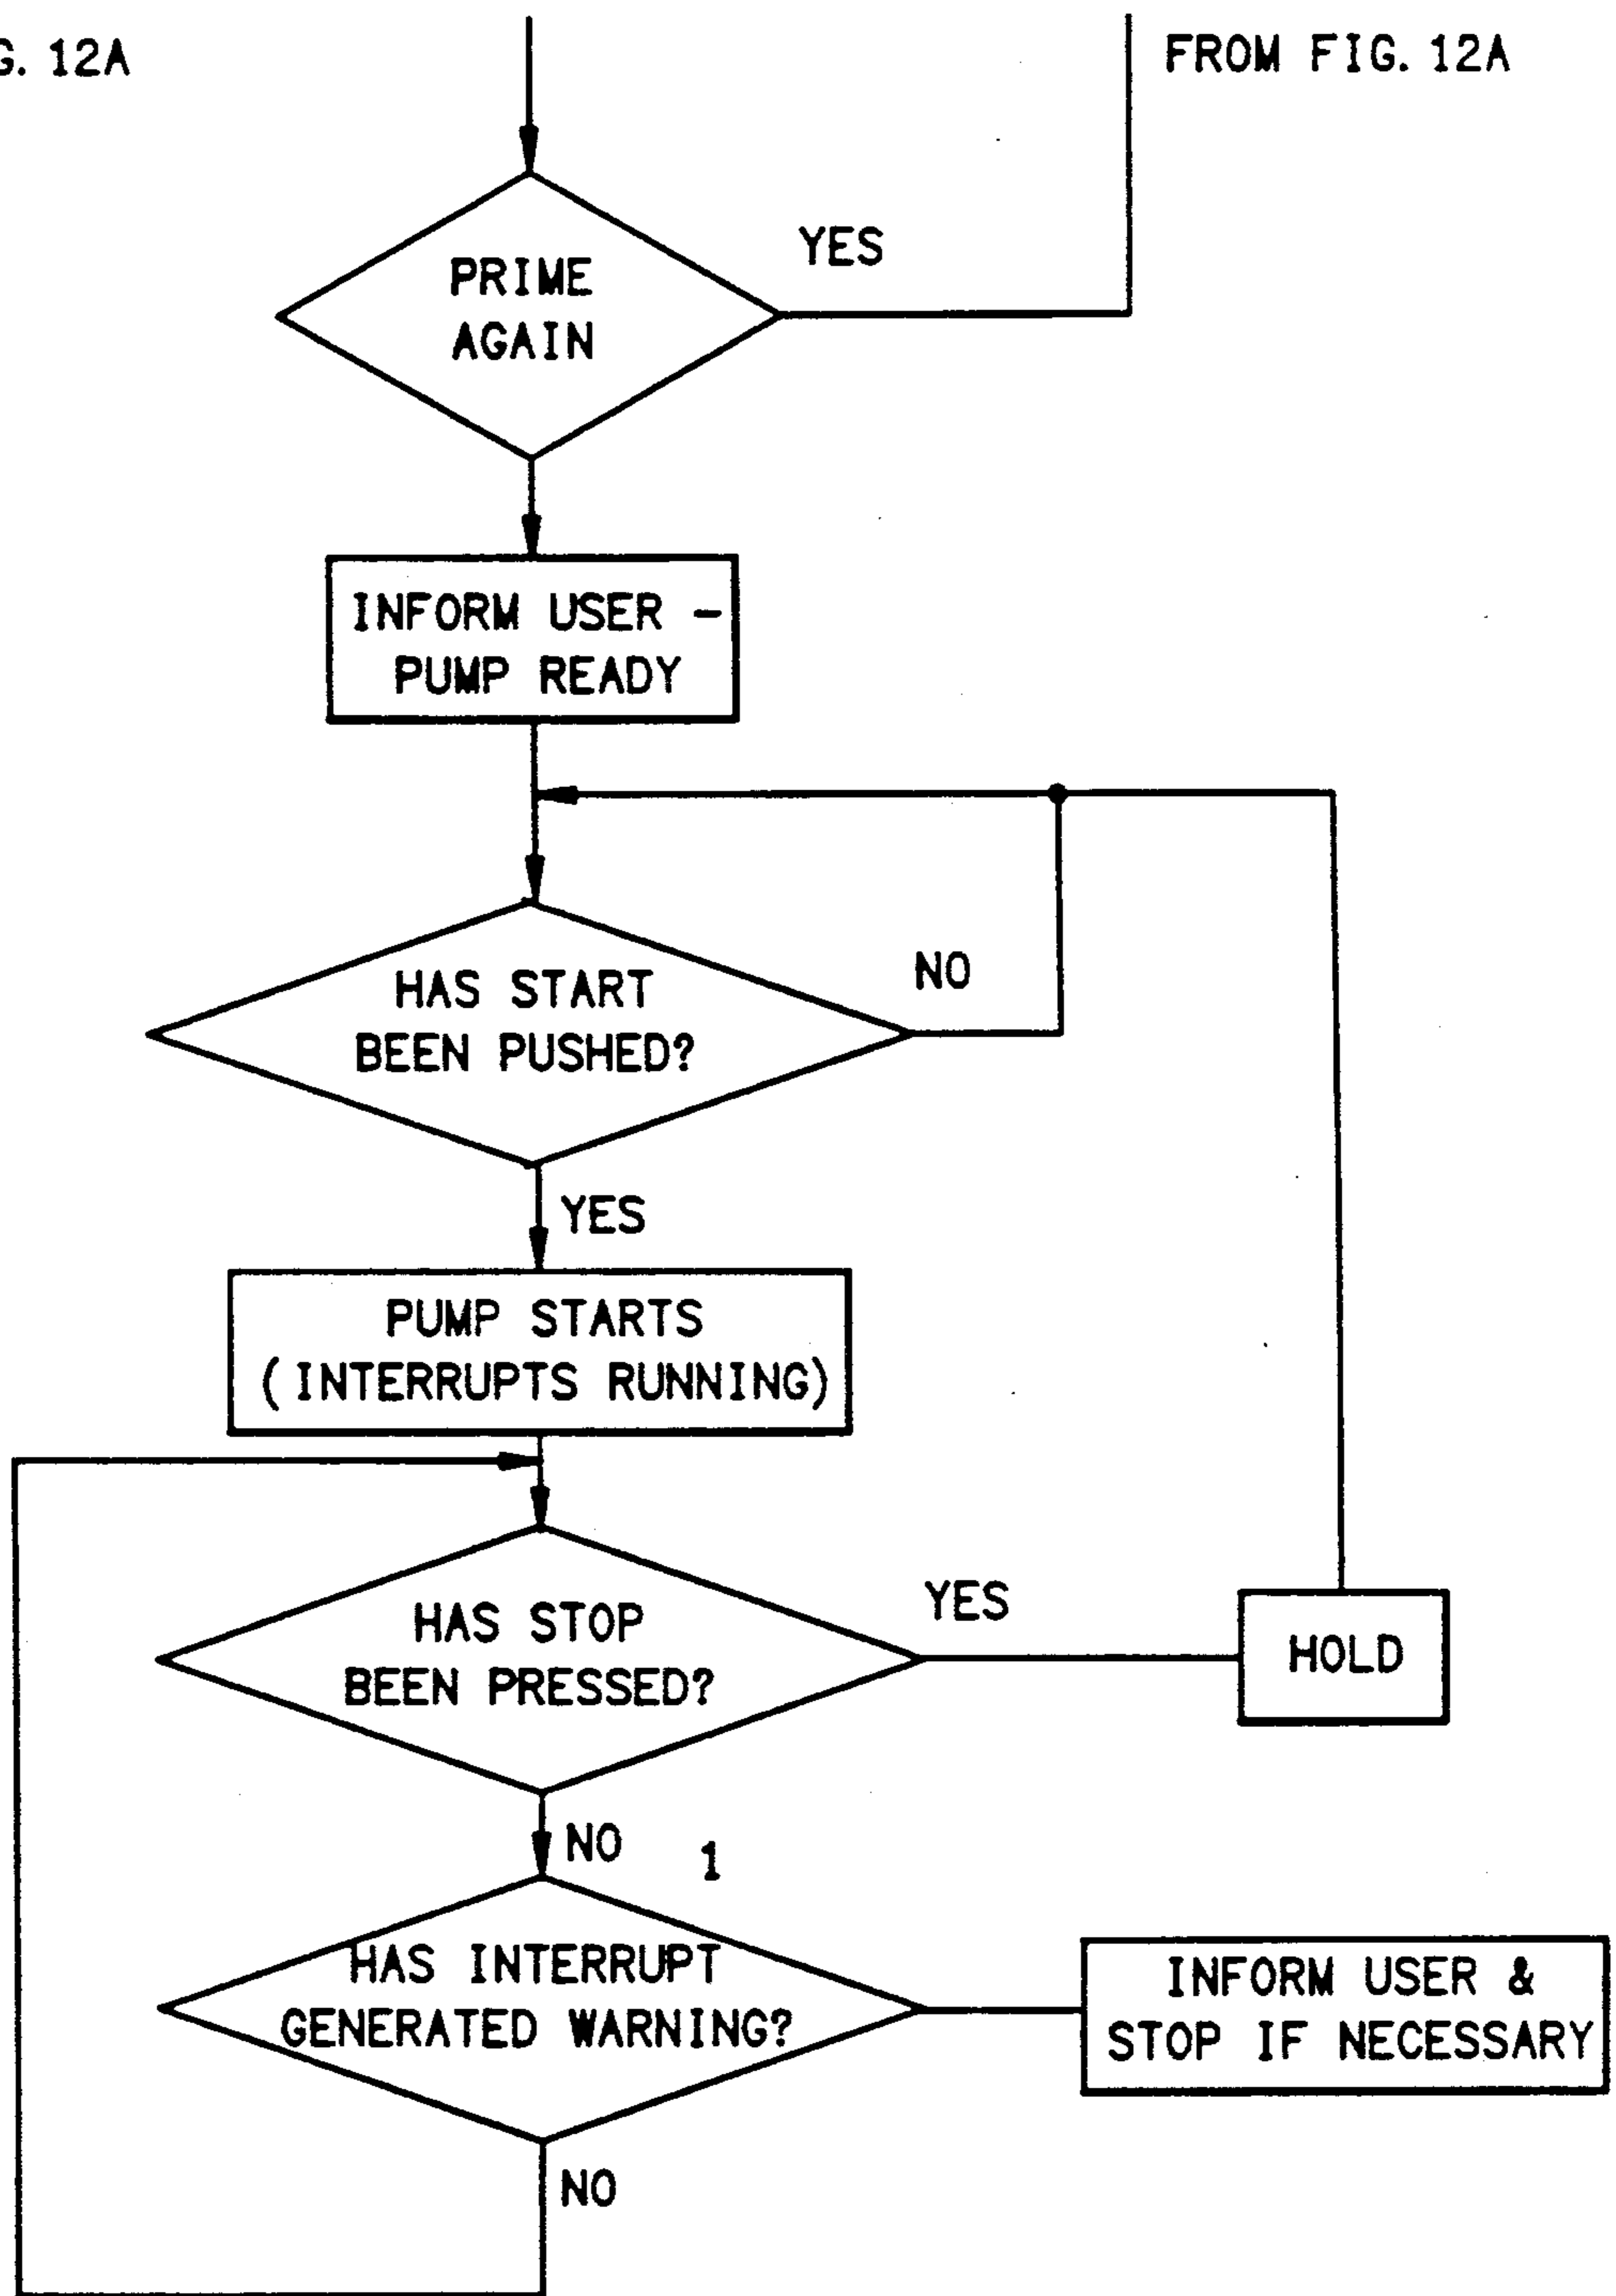 G. 12A
FROM FIG. 12A
PRIME
AGAIN
YES
INFORM USER -
PUMP READY
HAS START
BEEN PUSHED?
NO
YES
PUMP STARTS
(INTERRUPTS RUNNING)
HAS STOP
BEEN PRESSED?
YES
HOLD
NO
1
HAS INTERRUPT
GENERATED WARNING?
INFORM USER &
STOP IF NECESSARY
NO